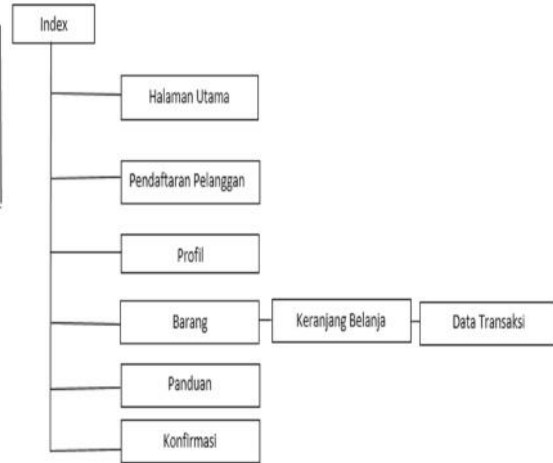 Index
Halaman Utama
Pendaftaran Pelanggan
Profil
Barang
Keranjang Belanja
Data Transaksi
Panduan
Konfirmasi